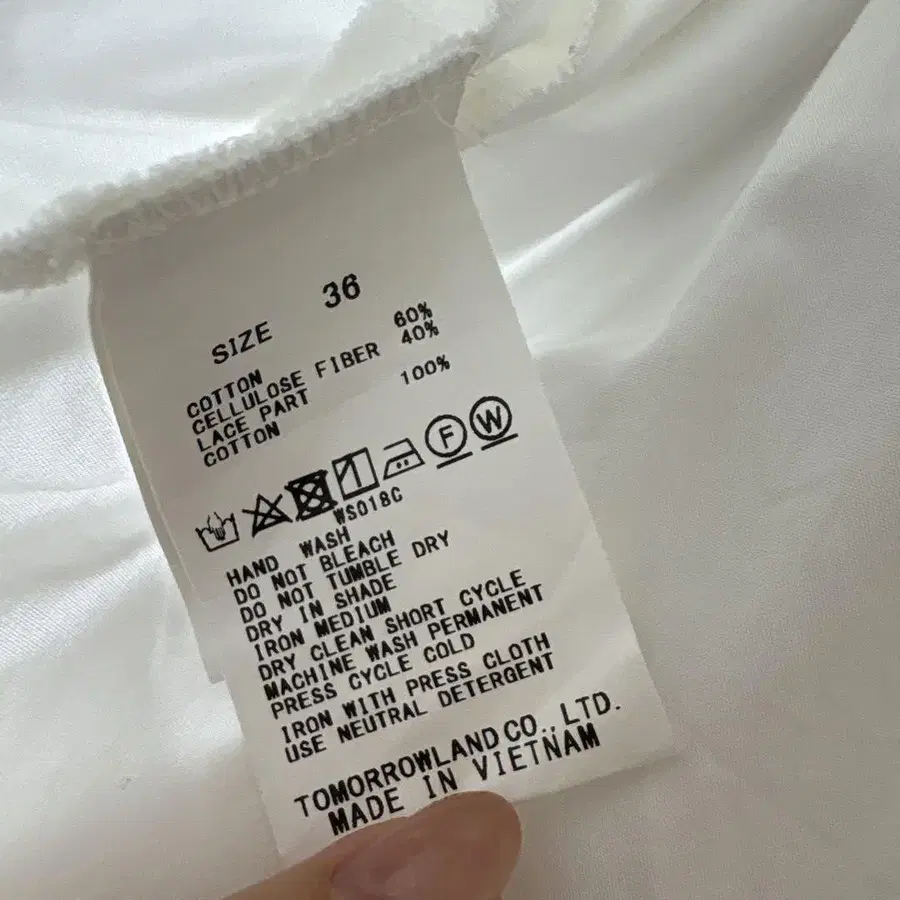 SIZE 36
COTTON 60%
CELLULOSE FIBER 40%
LACE PART
COTTON 100%
F W
WS018C
HAND WASH
DO NOT BLEACH
DO NOT TUMBLE DRY
DRY IN SHADE
IRON MEDIUM
DRY CLEAN SHORT CYCLE
MACHINE WASH PERMANENT
PRESS CYCLE COLD
IRON WITH PRESS CLOTH
USE NEUTRAL DETERGENT
TOMORROWLAND CO., LTD.
MADE IN VIETNAM